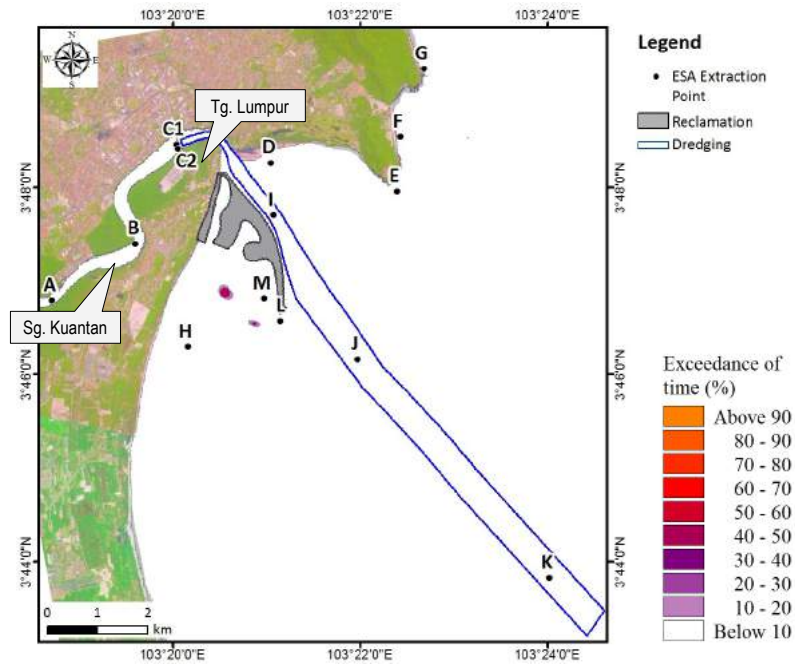 103°20'0"E 103°22'0"E 103°24'0"E
N
W E
S
G
Legend
ESA Extraction
Point
Reclamation
Dredging
Tg. Lumpur
C1
C2
F
D
E
3°48'0"N
3°48'0"N
I
B
A
M
L
Sg. Kuantan
H
J
3°46'0"N
3°46'0"N
Exceedance of
time (%)
Above 90
80 - 90
70 - 80
60 - 70
50 - 60
40 - 50
30 - 40
20 - 30
10 - 20
Below 10
3°44'0"N
3°44'0"N
K
0 1 2
km
103°20'0"E 103°22'0"E 103°24'0"E